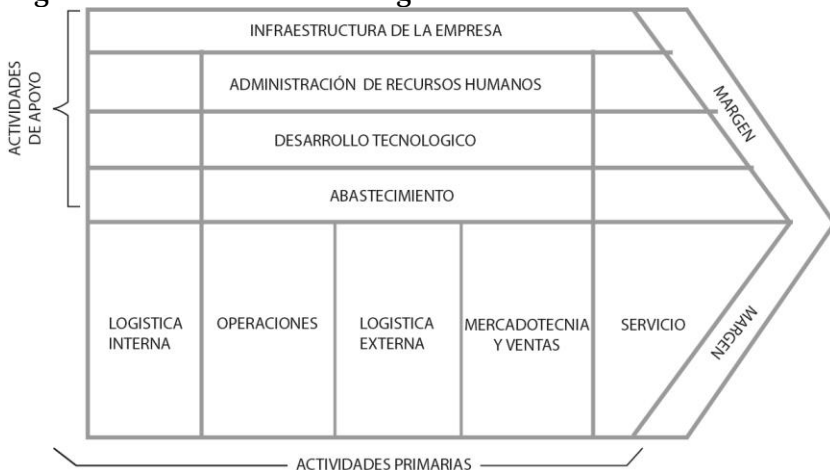 INFRAESTRUCTURA DE LA EMPRESA
ACTIVIDADES
DE APOYO
ADMINISTRACIÓN DE RECURSOS HUMANOS
MARGEN
DESARROLLO TECNOLOGICO
ABASTECIMIENTO
LOGISTICA
INTERNA
OPERACIONES
LOGISTICA
EXTERNA
MERCADOTECNIA
Y VENTAS
SERVICIO
MARGEN
ACTIVIDADES PRIMARIAS